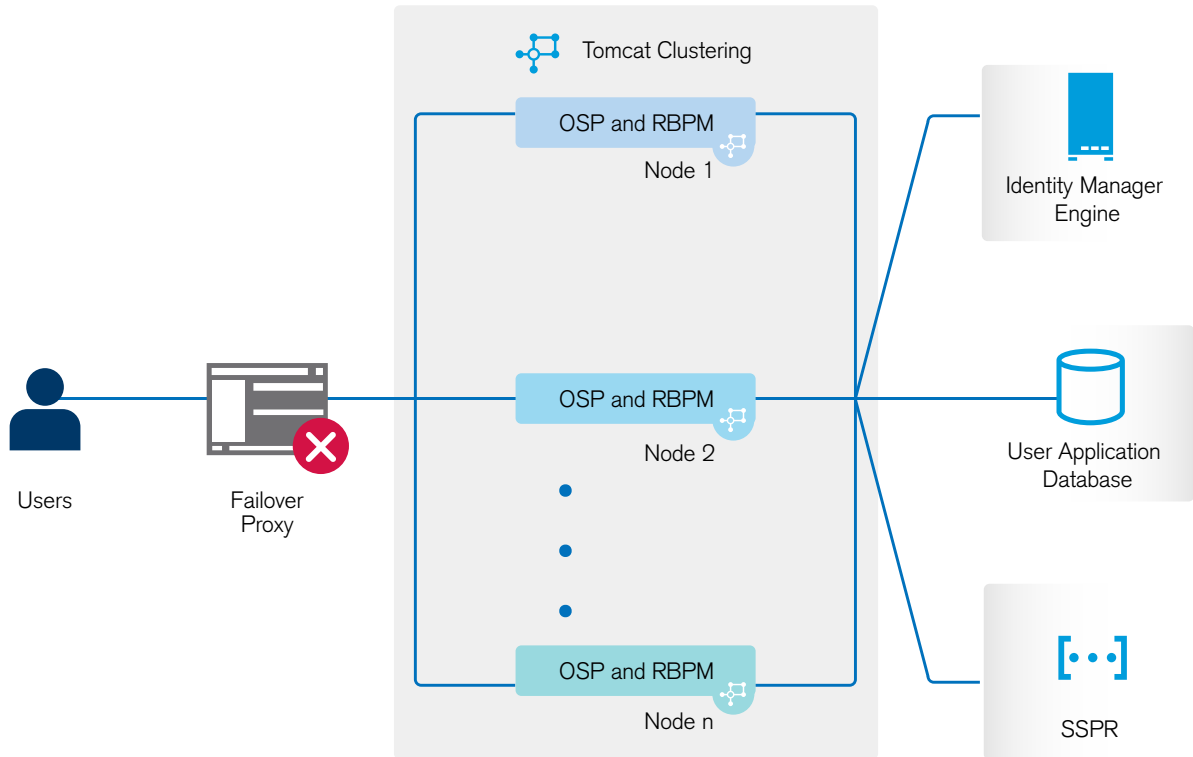 Tomcat Clustering
OSP and RBPM
Node 1
Identity Manager
Engine
Users
Failover
Proxy
OSP and RBPM
Node 2
User Application
Database
OSP and RBPM
Node n
SSPR